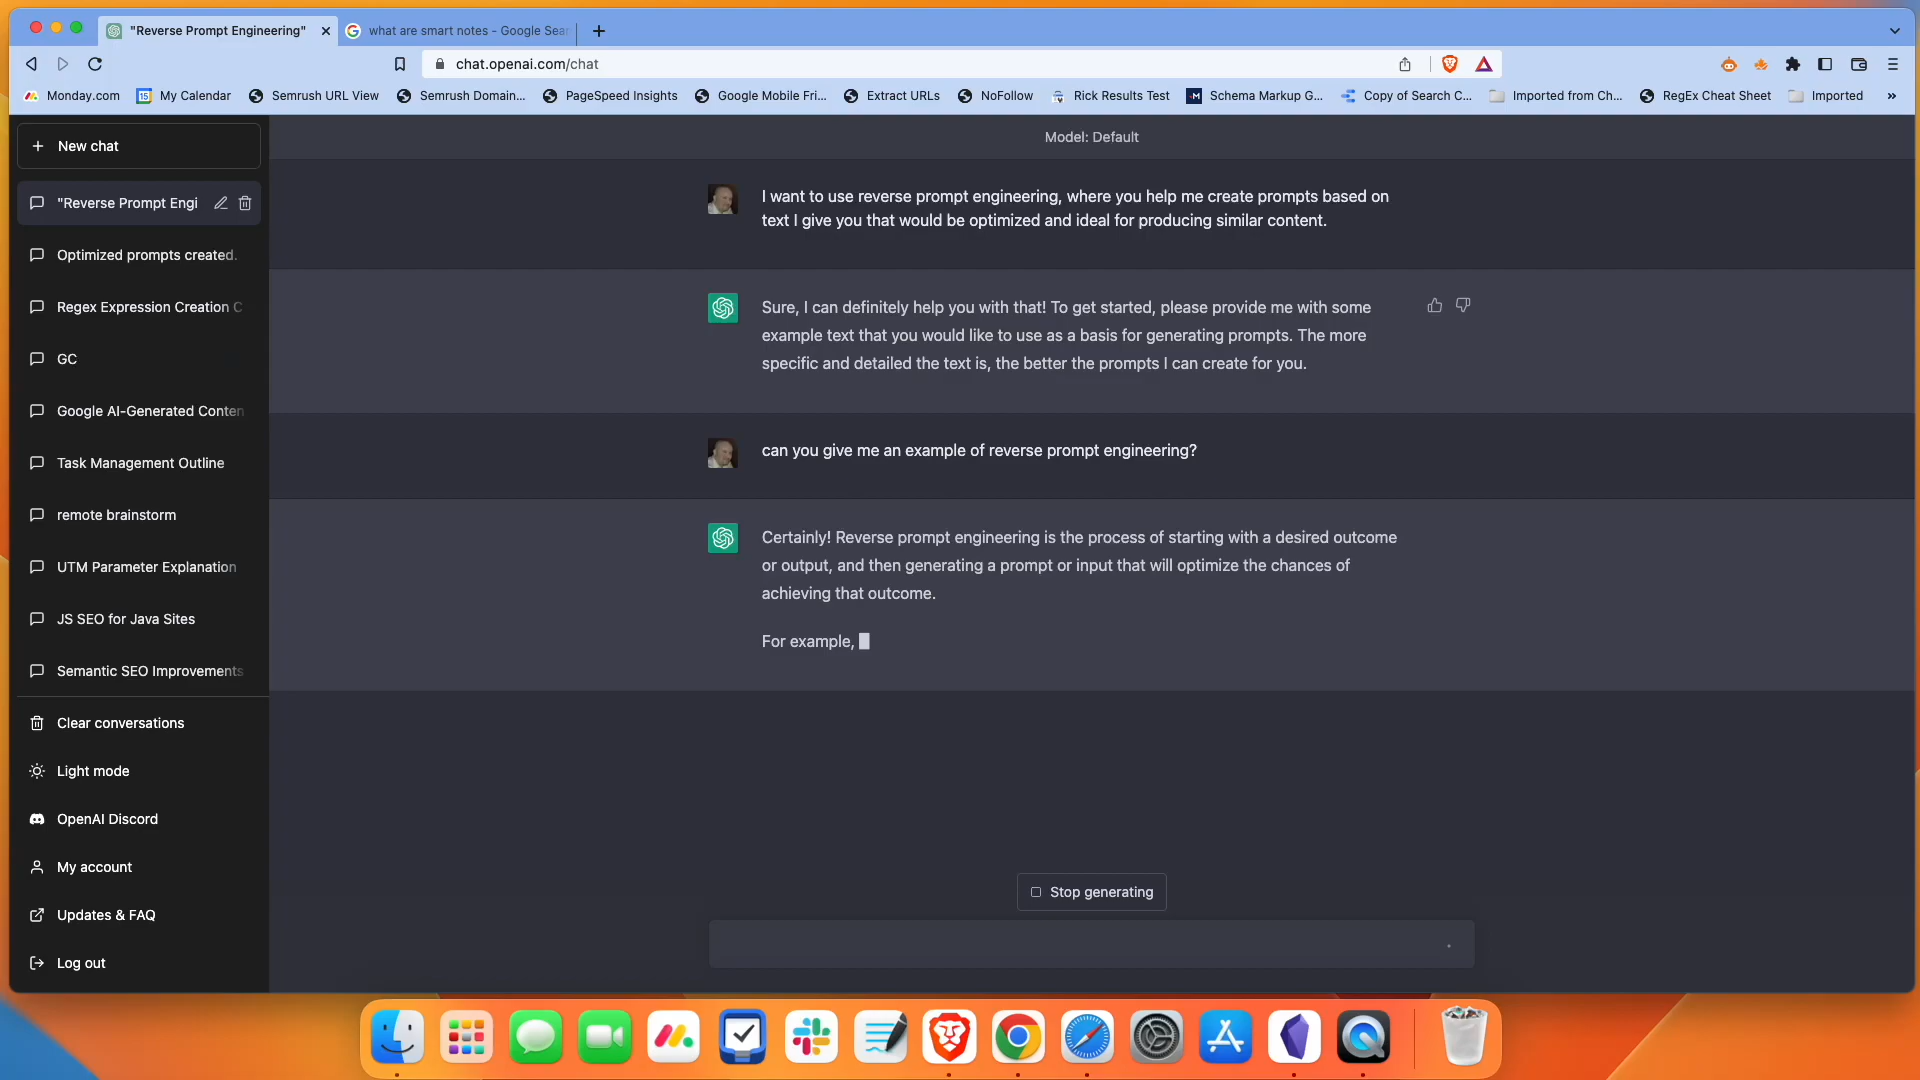 "Reverse Prompt Engineering"
what are smart notes - Google Sear
chat.openai.com/chat
Monday.com
My Calendar
Semrush URL View
Semrush Domain...
PageSpeed Insights
Google Mobile Fri...
Extract URLs
NoFollow
Rick Results Test
Schema Markup G...
Copy of Search C...
Imported from Ch...
RegEx Cheat Sheet
Imported
»
New chat
"Reverse Prompt Engi
Optimized prompts created.
Regex Expression Creation C
GC
Google AI-Generated Conten
Task Management Outline
remote brainstorm
UTM Parameter Explanation
JS SEO for Java Sites
Semantic SEO Improvements
Clear conversations
Light mode
OpenAI Discord
My account
Updates & FAQ
Log out
Model: Default
I want to use reverse prompt engineering, where you help me create prompts based on
text I give you that would be optimized and ideal for producing similar content.
Sure, I can definitely help you with that! To get started, please provide me with some
example text that you would like to use as a basis for generating prompts. The more
specific and detailed the text is, the better the prompts I can create for you.
can you give me an example of reverse prompt engineering?
Certainly! Reverse prompt engineering is the process of starting with a desired outcome
or output, and then generating a prompt or input that will optimize the chances of
achieving that outcome.
For example,
Stop generating